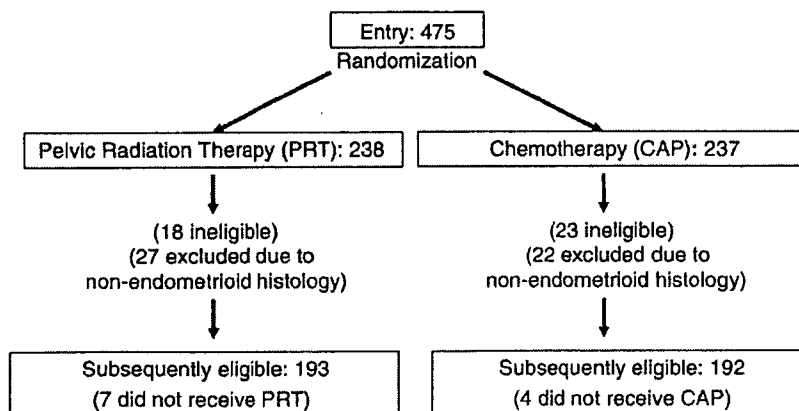 Entry: 475
Randomization
Pelvic Radiation Therapy (PRT): 238
Chemotherapy (CAP): 237
(18 ineligible)
(27 excluded due to
non-endometrioid histology)
(23 ineligible)
(22 excluded due to
non-endometrioid histology)
Subsequently eligible: 193
(7 did not receive PRT)
Subsequently eligible: 192
(4 did not receive CAP)